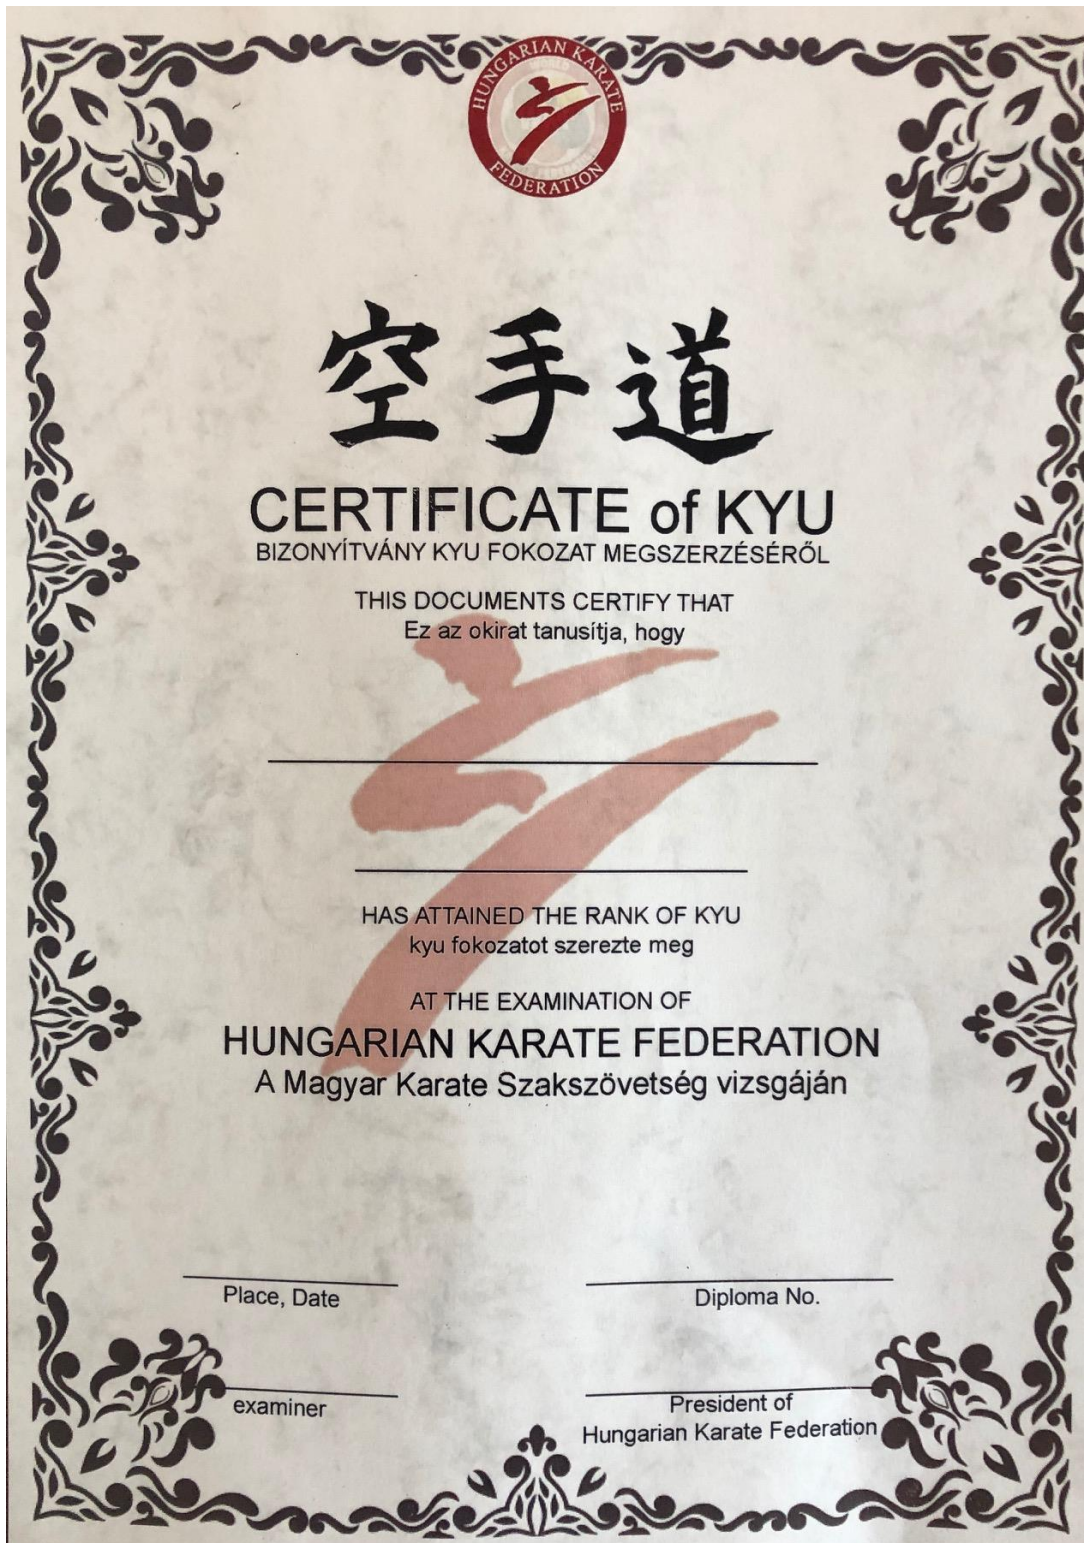 HUNGARIAN KARATE
WORLD
FEDERATION
空手道
CERTIFICATE of KYU
BIZONYÍTVÁNY KYU FOKOZAT MEGSZERZÉSÉRŐL
THIS DOCUMENTS CERTIFY THAT
Ez az okirat tanusítja, hogy
HAS ATTAINED THE RANK OF KYU
kyu fokozatot szerezte meg
AT THE EXAMINATION OF
HUNGARIAN KARATE FEDERATION
A Magyar Karate Szakszövetség vizsgáján
Place, Date
Diploma No.
examiner
President of
Hungarian Karate Federation